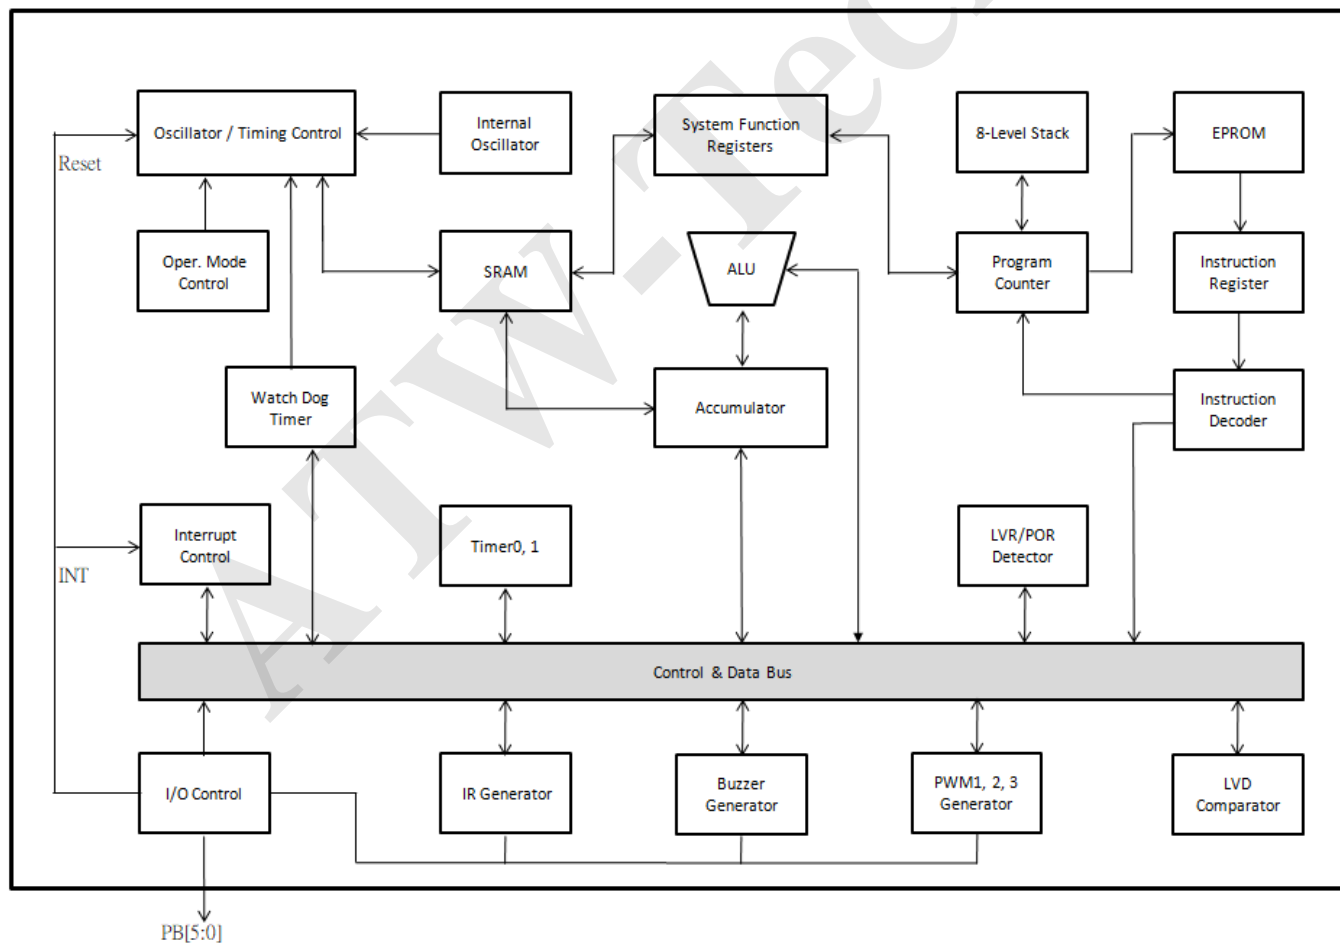 Oscillator / Timing Control
Internal
Oscillator
System Function
Registers
8-Level Stack
EPROM
Reset
Oper. Mode
Control
SRAM
ALU
Program
Counter
Instruction
Register
Watch Dog
Timer
Accumulator
Instruction
Decoder
Interrupt
Control
Timer0, 1
LVR/POR
Detector
INT
Control & Data Bus
I/O Control
IR Generator
Buzzer
Generator
PWM1, 2, 3
Generator
LVD
Comparator
PB[5:0]
ATW-Tec